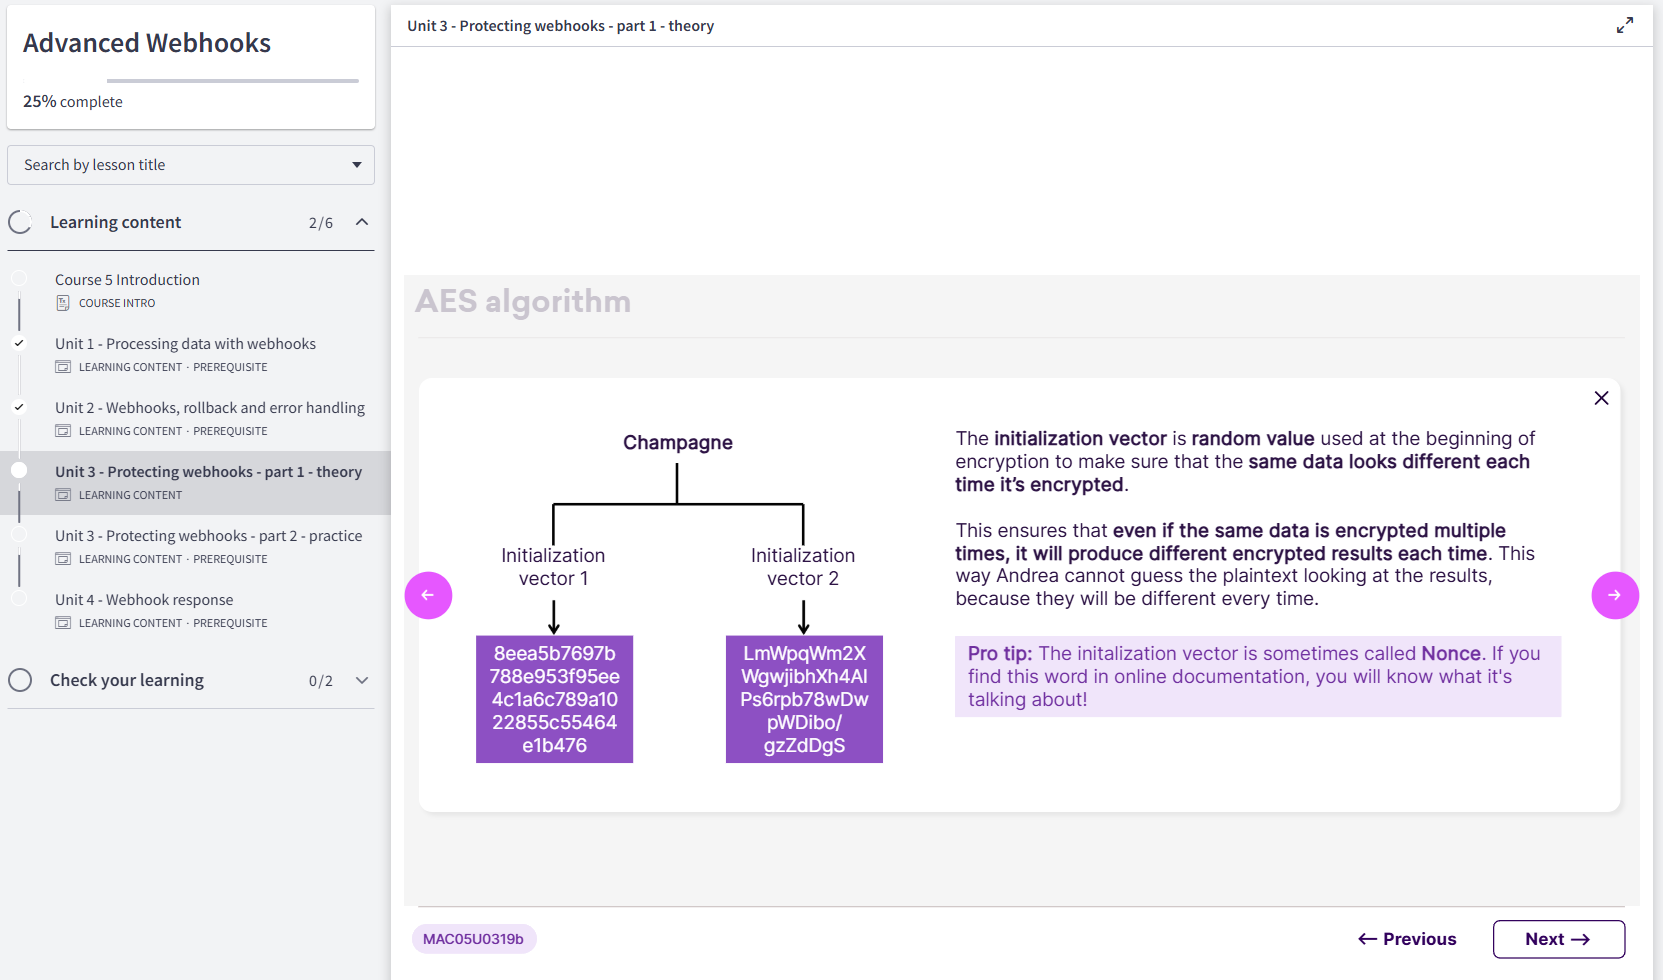 Advanced Webhooks
25% complete
Search by lesson title
Learning content 2/6
Course 5 Introduction
COURSE INTRO
Unit 1 - Processing data with webhooks
LEARNING CONTENT · PREREQUISITE
Unit 2 - Webhooks, rollback and error handling
LEARNING CONTENT · PREREQUISITE
Unit 3 - Protecting webhooks - part 1 - theory
LEARNING CONTENT
Unit 3 - Protecting webhooks - part 2 - practice
LEARNING CONTENT · PREREQUISITE
Unit 4 - Webhook response
LEARNING CONTENT · PREREQUISITE
Check your learning 0/2
Unit 3 - Protecting webhooks - part 1 - theory
AES algorithm
Champagne
Initialization
vector 1
Initialization
vector 2
8eea5b7697b
788e953f95ee
4c1a6c789a10
22855c55464
e1b476
LmWpqWm2X
WgwjibhXh4Al
Ps6rpb78wDw
pWDibo/
gzZdDgS
The initialization vector is random value used at the beginning of
encryption to make sure that the same data looks different each
time it’s encrypted.
This ensures that even if the same data is encrypted multiple
times, it will produce different encrypted results each time. This
way Andrea cannot guess the plaintext looking at the results,
because they will be different every time.
Pro tip: The initalization vector is sometimes called Nonce. If you
find this word in online documentation, you will know what it's
talking about!
MAC05U0319b
Previous
Next